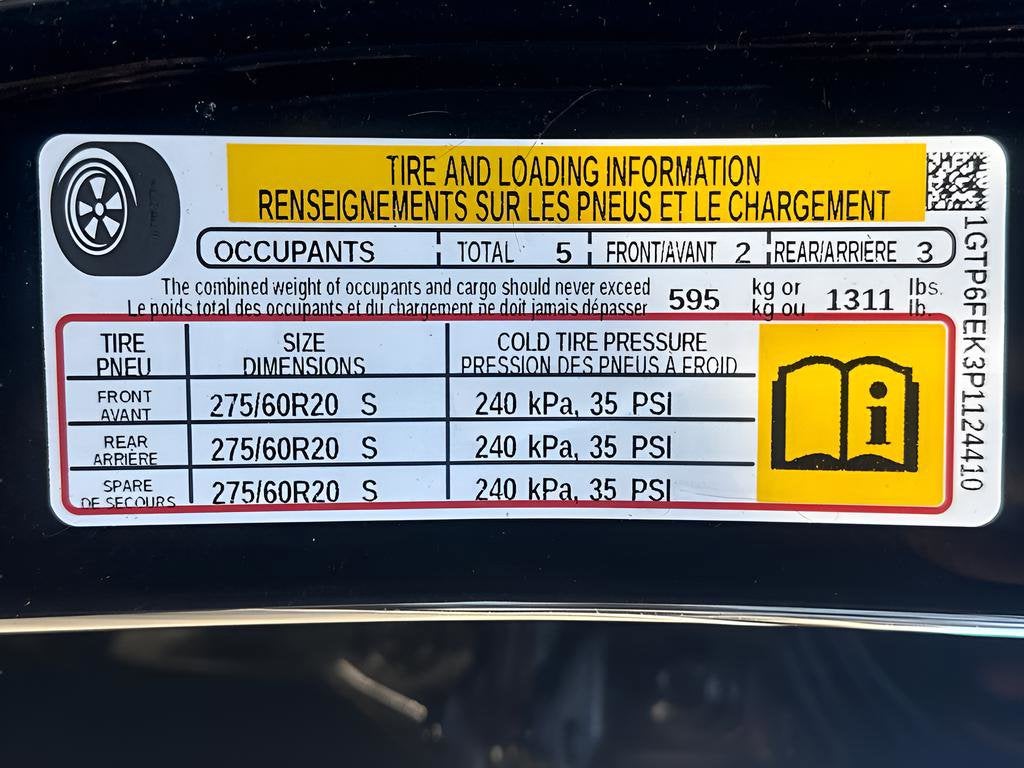 TIRE AND LOADING INFORMATION
RENSEIGNEMENTS SUR LES PNEUS ET LE CHARGEMENT
OCCUPANTS TOTAL 5 FRONT/AVANT 2 REAR/ARRIÈRE 3
The combined weight of occupants and cargo should never exceed 595 kg or 1311 lbs.
Le poids total des occupants et du chargement ne doit jamais dépasser kg ou lb.
TIRE SIZE COLD TIRE PRESSURE
PNEU DIMENSIONS PRESSION DES PNEUS À FROID
FRONT
AVANT 275/60R20 S 240 kPa, 35 PSI
REAR
ARRIÈRE 275/60R20 S 240 kPa, 35 PSI
SPARE
DE SECOURS 275/60R20 S 240 kPa, 35 PSI
i
1GTP6FEK3P1124410